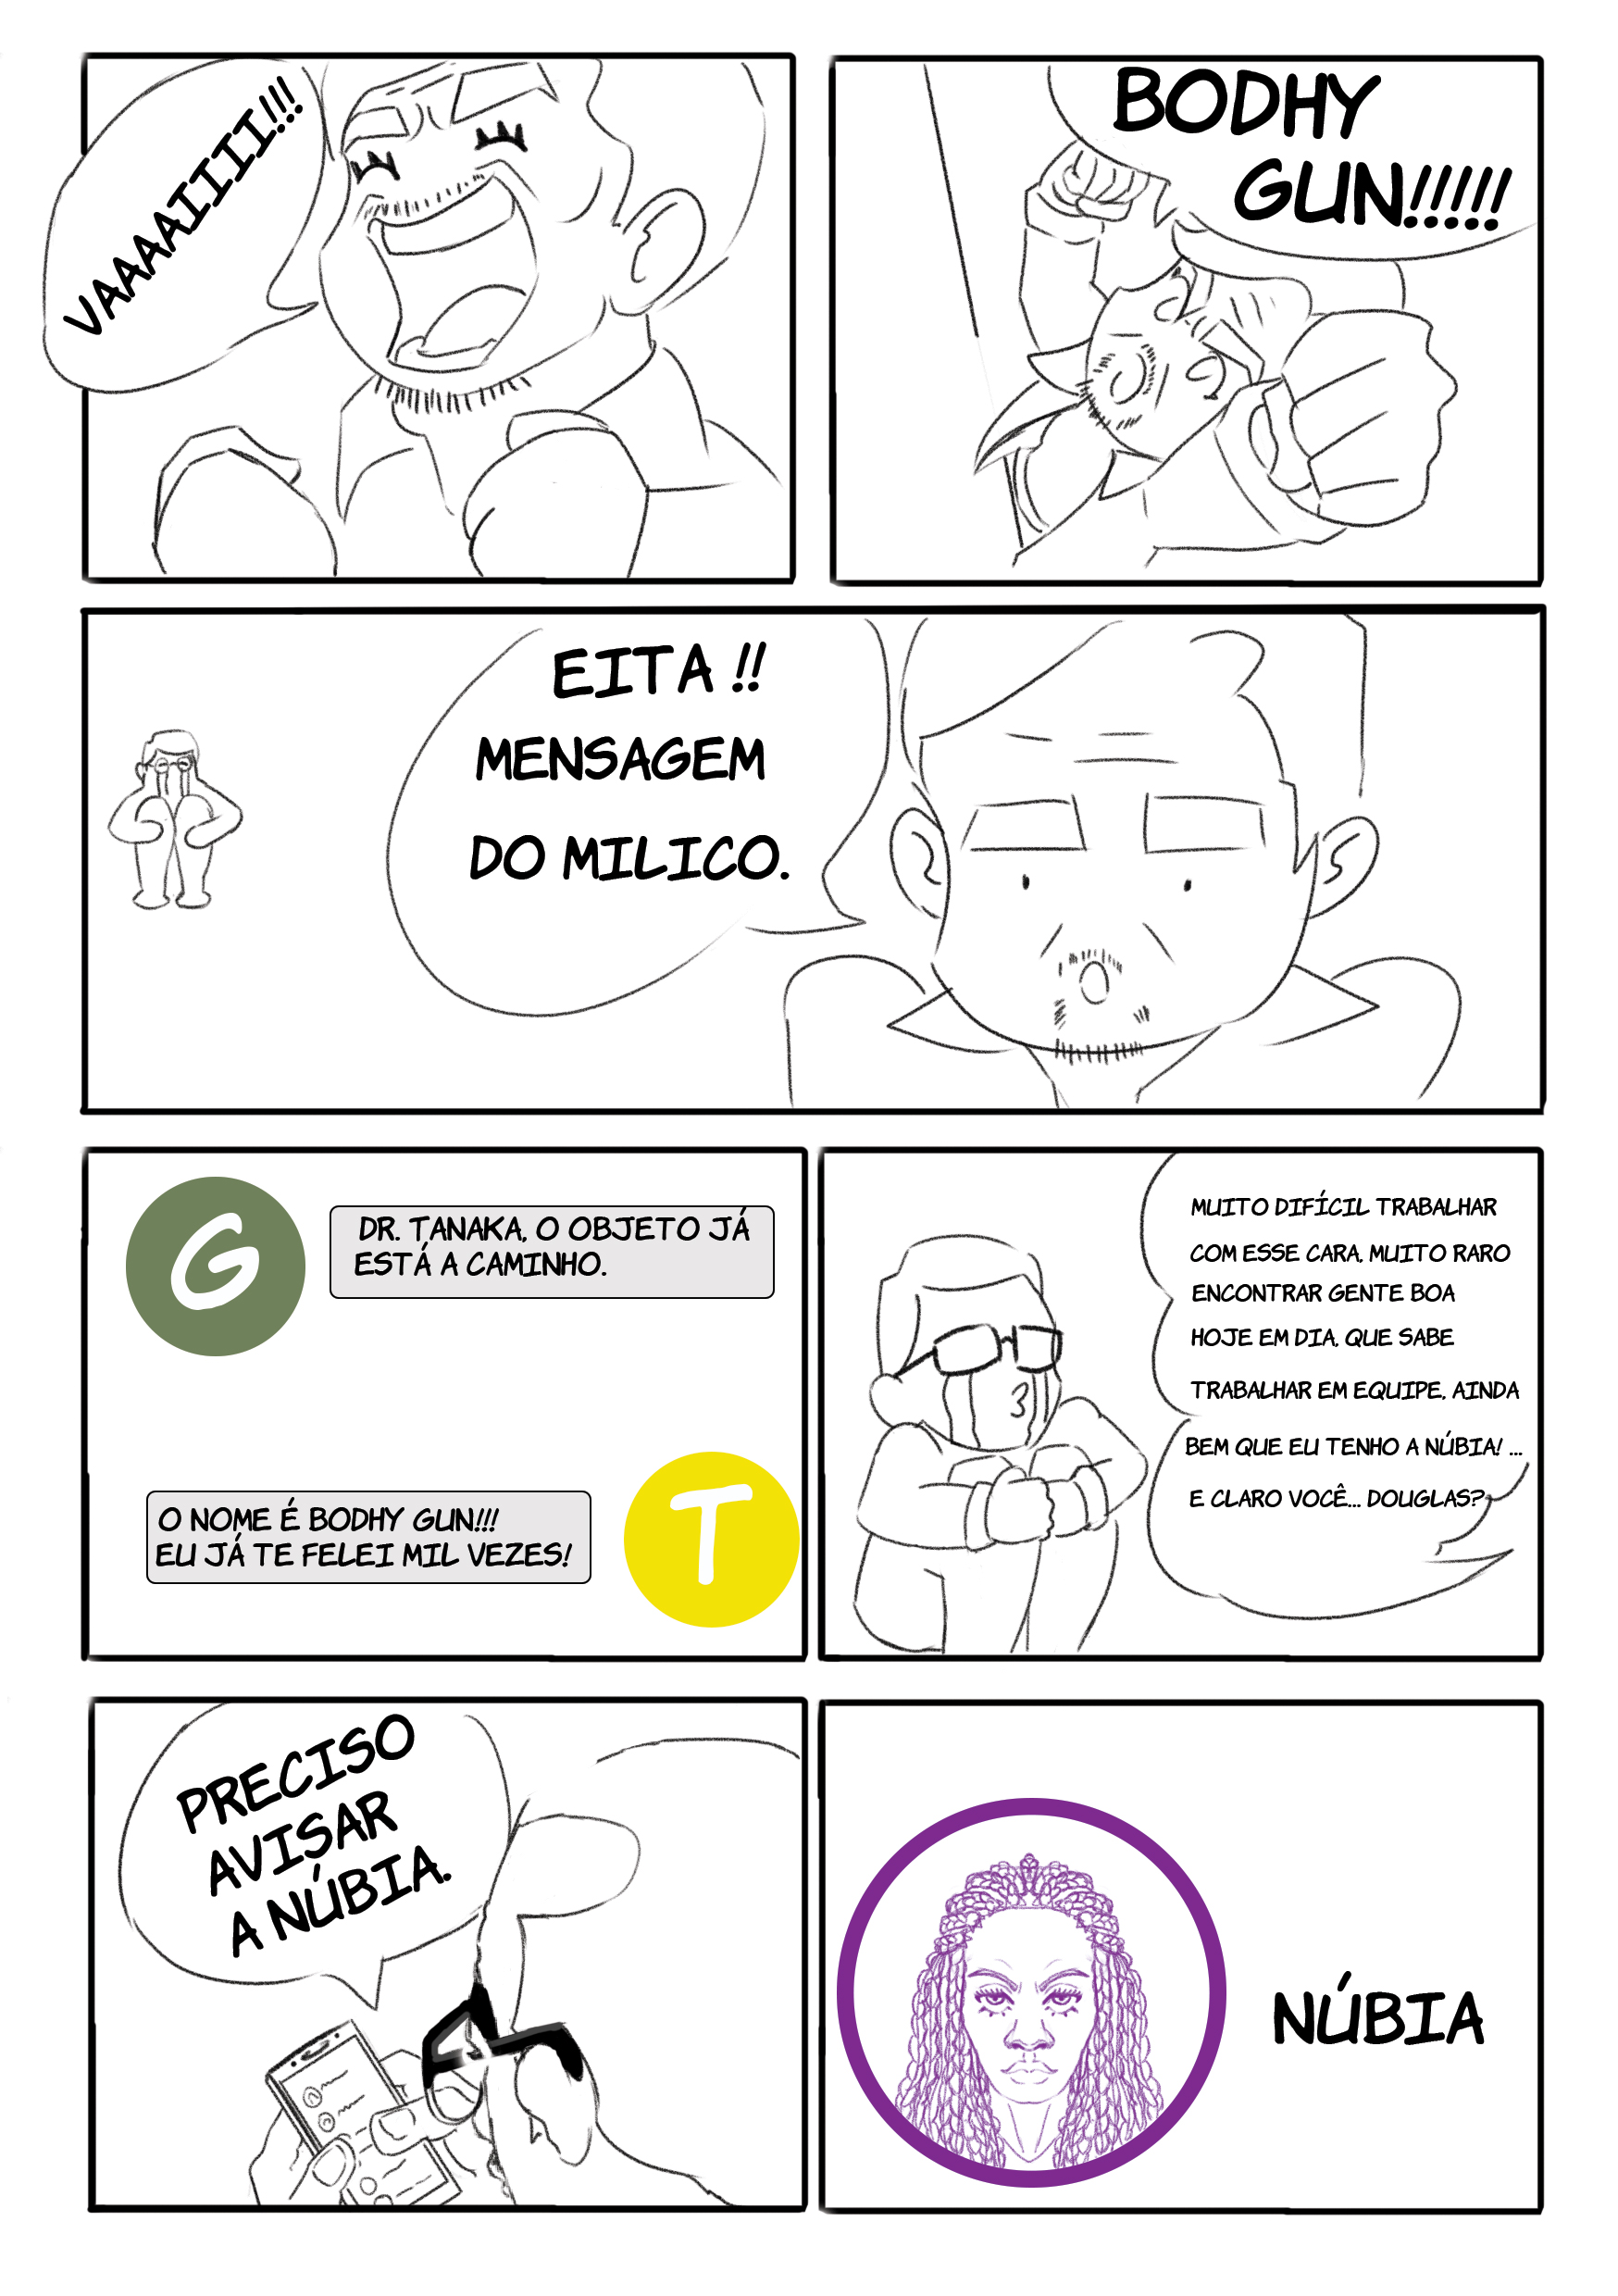 VAAAAIIII!!!
BODHY
GUN!!!!!
EITA !!
MENSAGEM
DO MILICO.
G
DR. TANAKA, O OBJETO JÁ
ESTÁ A CAMINHO.
O NOME É BODHY GUN!!!
EU JÁ TE FELEI MIL VEZES!
T
MUITO DIFÍCIL TRABALHAR
COM ESSE CARA, MUITO RARO
ENCONTRAR GENTE BOA
HOJE EM DIA, QUE SABE
TRABALHAR EM EQUIPE, AINDA
BEM QUE EU TENHO A NÚBIA! ...
E CLARO VOCÊ... DOUGLAS?
PRECISO
AVISAR
A NÚBIA.
NÚBIA